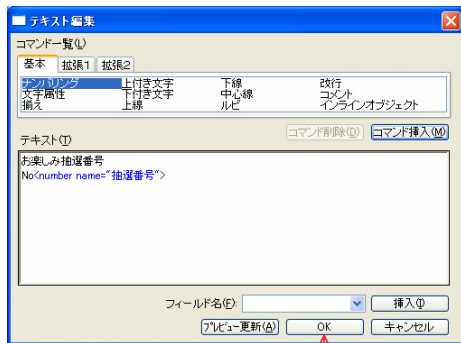 テキスト編集
コマンド一覧(L)
基本 拡張1 拡張2
ナンバリング 上付き文字 下線 改行
文字属性 下付き文字 中心線 コメント
揃え 上線 ルビ インラインオブジェクト
テキスト(T) コマンド削除(D) コマンド挿入(M)
お楽しみ抽選番号
No<number name="抽選番号">
フィールド名(F): 挿入(I)
プレビュー更新(A) OK キャンセル